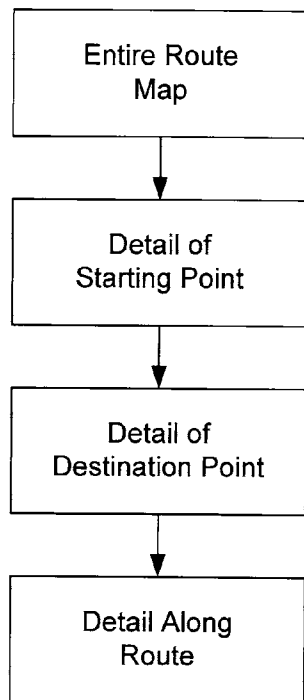 Entire Route
Map
Detail of
Starting Point
Detail of
Destination Point
Detail Along
Route